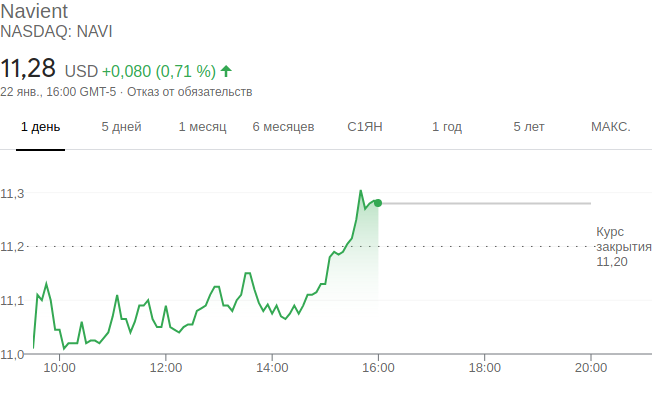 Navient
NASDAQ: NAVI
11,28 USD +0,080 (0,71 %)
22 янв., 16:00 GMT-5 · Отказ от обязательств
1 день 5 дней 1 месяц 6 месяцев С1ЯН 1 год 5 лет МАКС.
11,3
11,2
11,1
11,0
Курс
закрытия
11,20
10:00 12:00 14:00 16:00 18:00 20:00